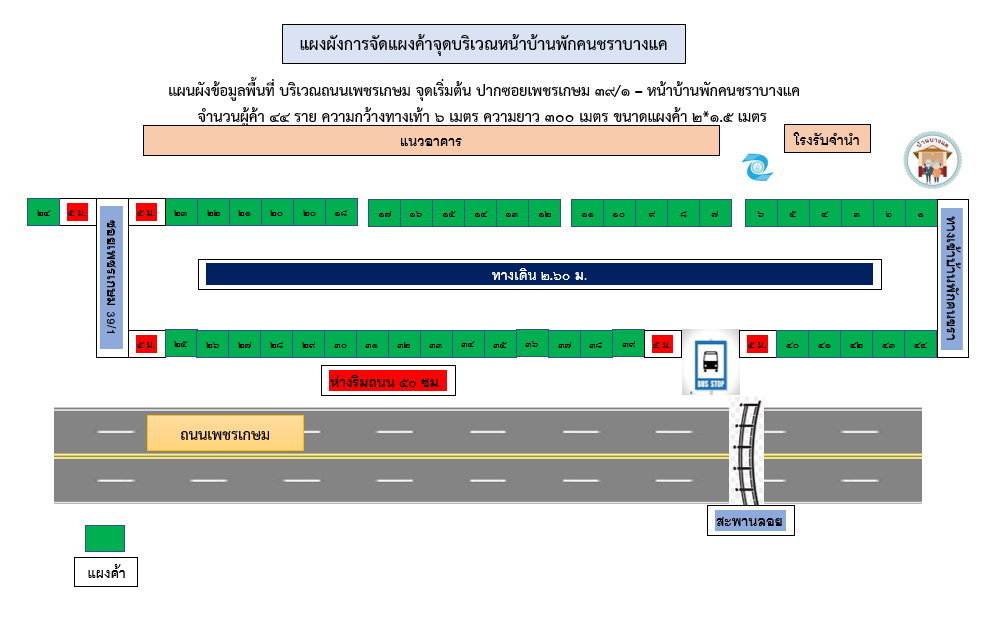 แผงผังการจัดแผงค้าจุดบริเวณหน้าบ้านพักคนชราบางแค
แผนผังข้อมูลพื้นที่ บริเวณถนนเพชรเกษม จุดเริ่มต้น ปากซอยเพชรเกษม ๓๙/๑ – หน้าบ้านพักคนชราบางแค
จำนวนผู้ค้า ๔๔ ราย ความกว้างทางเท้า ๖ เมตร ความยาว ๓๐๐ เมตร ขนาดแผงค้า ๒*๑.๕ เมตร
แนวอาคาร
โรงรับจำนำ
บ้านบางแค
๒๔ ๕ ม. ๕ ม. ๒๓ ๒๒ ๒๑ ๒๐ ๒๐ ๑๘ ๑๗ ๑๖ ๑๕ ๑๔ ๑๓ ๑๒ ๑๑ ๑๐ ๙ ๘ ๗ ๖ ๕ ๔ ๓ ๒ ๑
ซอยเพชรเกษม 39/1
ทางเข้าบ้านพักคนชรา
ทางเดิน ๒.๖๐ ม.
๕ ม. ๒๕ ๒๖ ๒๗ ๒๘ ๒๙ ๓๐ ๓๑ ๓๒ ๓๓ ๓๔ ๓๕ ๓๖ ๓๗ ๓๘ ๓๙ ๕ ม. ๕ ม. ๔๐ ๔๑ ๔๒ ๔๓ ๔๔
BUS STOP
ห่างริมถนน ๕๐ ซม.
ถนนเพชรเกษม
สะพานลอย
แผงค้า